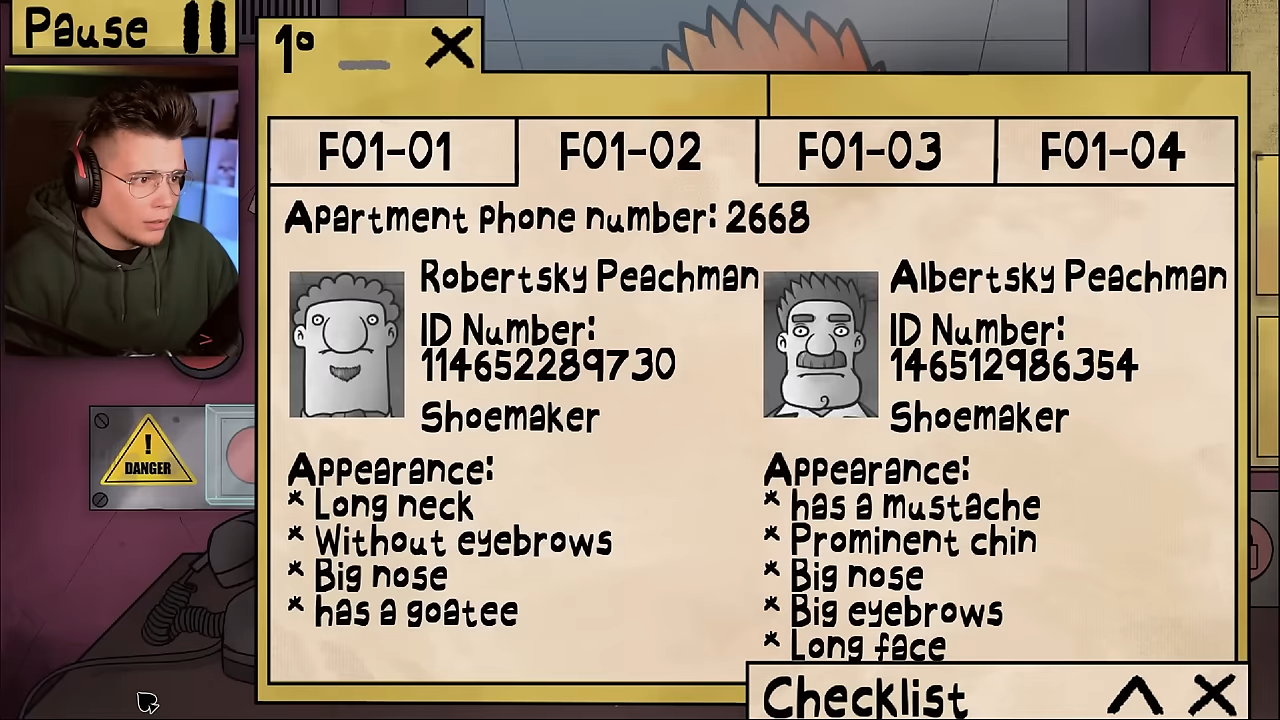 Pause
1º
F01-01 F01-02 F01-03 F01-04
Apartment phone number: 2668
Robertsky Peachman
ID Number:
114652289730
Shoemaker
Appearance:
* Long neck
* Without eyebrows
* Big nose
* has a goatee
Albertsky Peachman
ID Number:
146512986354
Shoemaker
Appearance:
* has a mustache
* Prominent chin
* Big nose
* Big eyebrows
* Long face
!
DANGER
Checklist